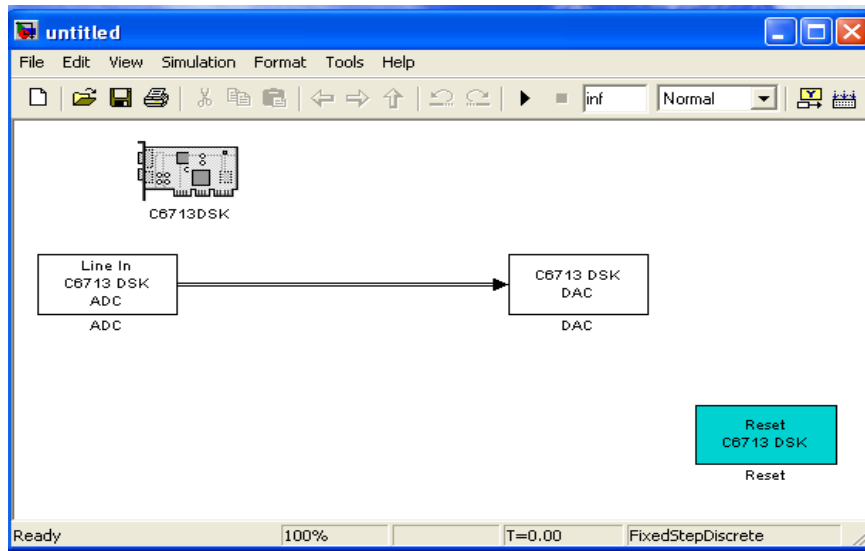 untitled
File Edit View Simulation Format Tools Help
inf Normal
C6713DSK
Line In
C6713 DSK
ADC
ADC
C6713 DSK
DAC
DAC
Reset
C6713 DSK
Reset
Ready 100% T=0.00 FixedStepDiscrete